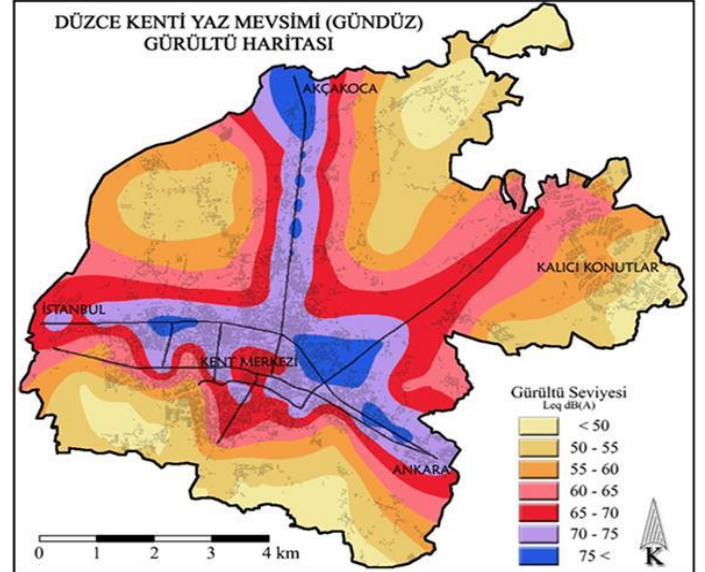 DÜZCE KENTİ YAZ MEVSİMİ (GÜNDÜZ)
GÜRÜLTÜ HARİTASI
AKÇAKOCA
KALICI KONUTLAR
İSTANBUL
KENT MERKEZİ
ANKARA
Gürültü Seviyesi
Leq dB(A)
< 50
50 - 55
55 - 60
60 - 65
65 - 70
70 - 75
75 <
0 1 2 3 4 km
K